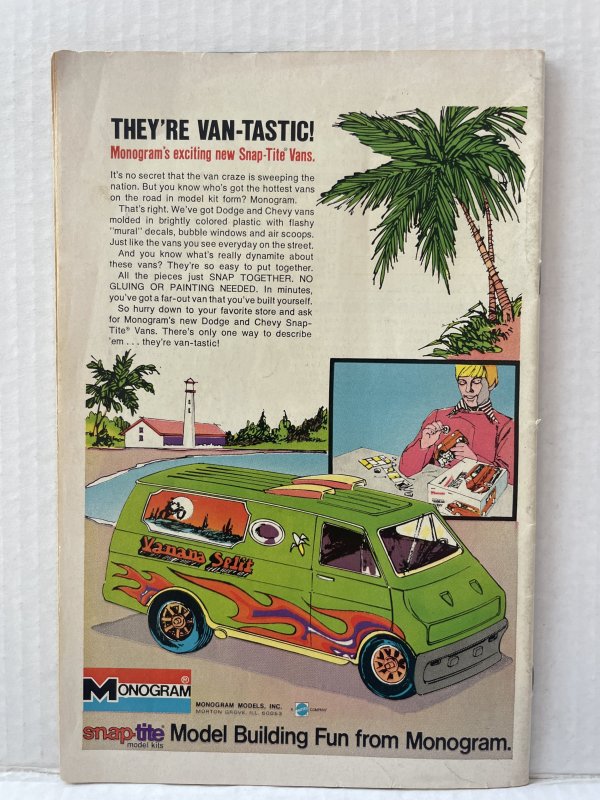 THEY'RE VAN-TASTIC!
Monogram's exciting new Snap-Tite® Vans.
It's no secret that the van craze is sweeping the
nation. But you know who's got the hottest vans
on the road in model kit form? Monogram.
That's right. We've got Dodge and Chevy vans
molded in brightly colored plastic with flashy
"mural" decals, bubble windows and air scoops.
Just like the vans you see everyday on the street.
And you know what's really dynamite about
these vans? They're so easy to put together.
All the pieces just SNAP TOGETHER. NO
GLUING OR PAINTING NEEDED. In minutes,
you've got a far-out van that you've built yourself.
So hurry down to your favorite store and ask
for Monogram's new Dodge and Chevy Snap-
Tite® Vans. There's only one way to describe
'em . . . they're van-tastic!
Vanana Split
MONOGRAM®
MONOGRAM MODELS, INC.
MORTON GROVE, ILL. 60053
A MATTEL COMPANY
snap-tite
model kits
Model Building Fun from Monogram.